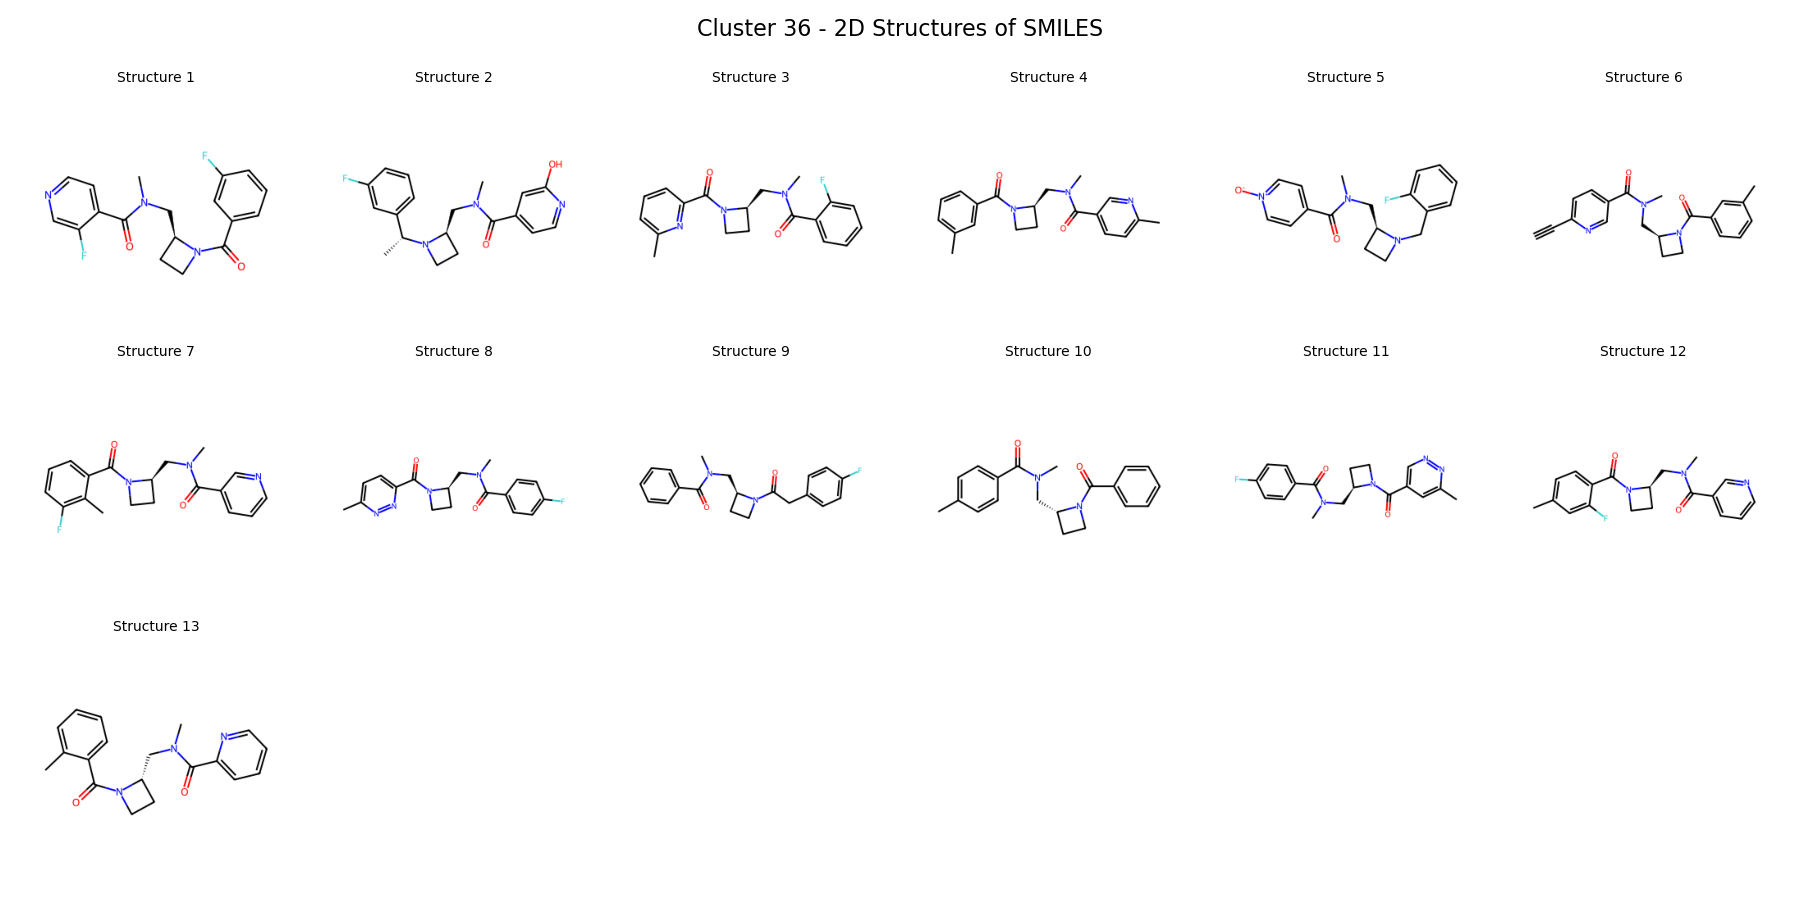 Cluster 36 - 2D Structures of SMILES
Structure 1 Structure 2 Structure 3 Structure 4 Structure 5 Structure 6
F N N O F N O
F N N O OH N
O N N N O F
O N N O N
O- N+ N O F N
O N O N N
Structure 7 Structure 8 Structure 9 Structure 10 Structure 11 Structure 12
O N N O N F
O N N N N O F
N O O N F
O N O N
F O N N O N N
O N N O N F
Structure 13
O N N O N